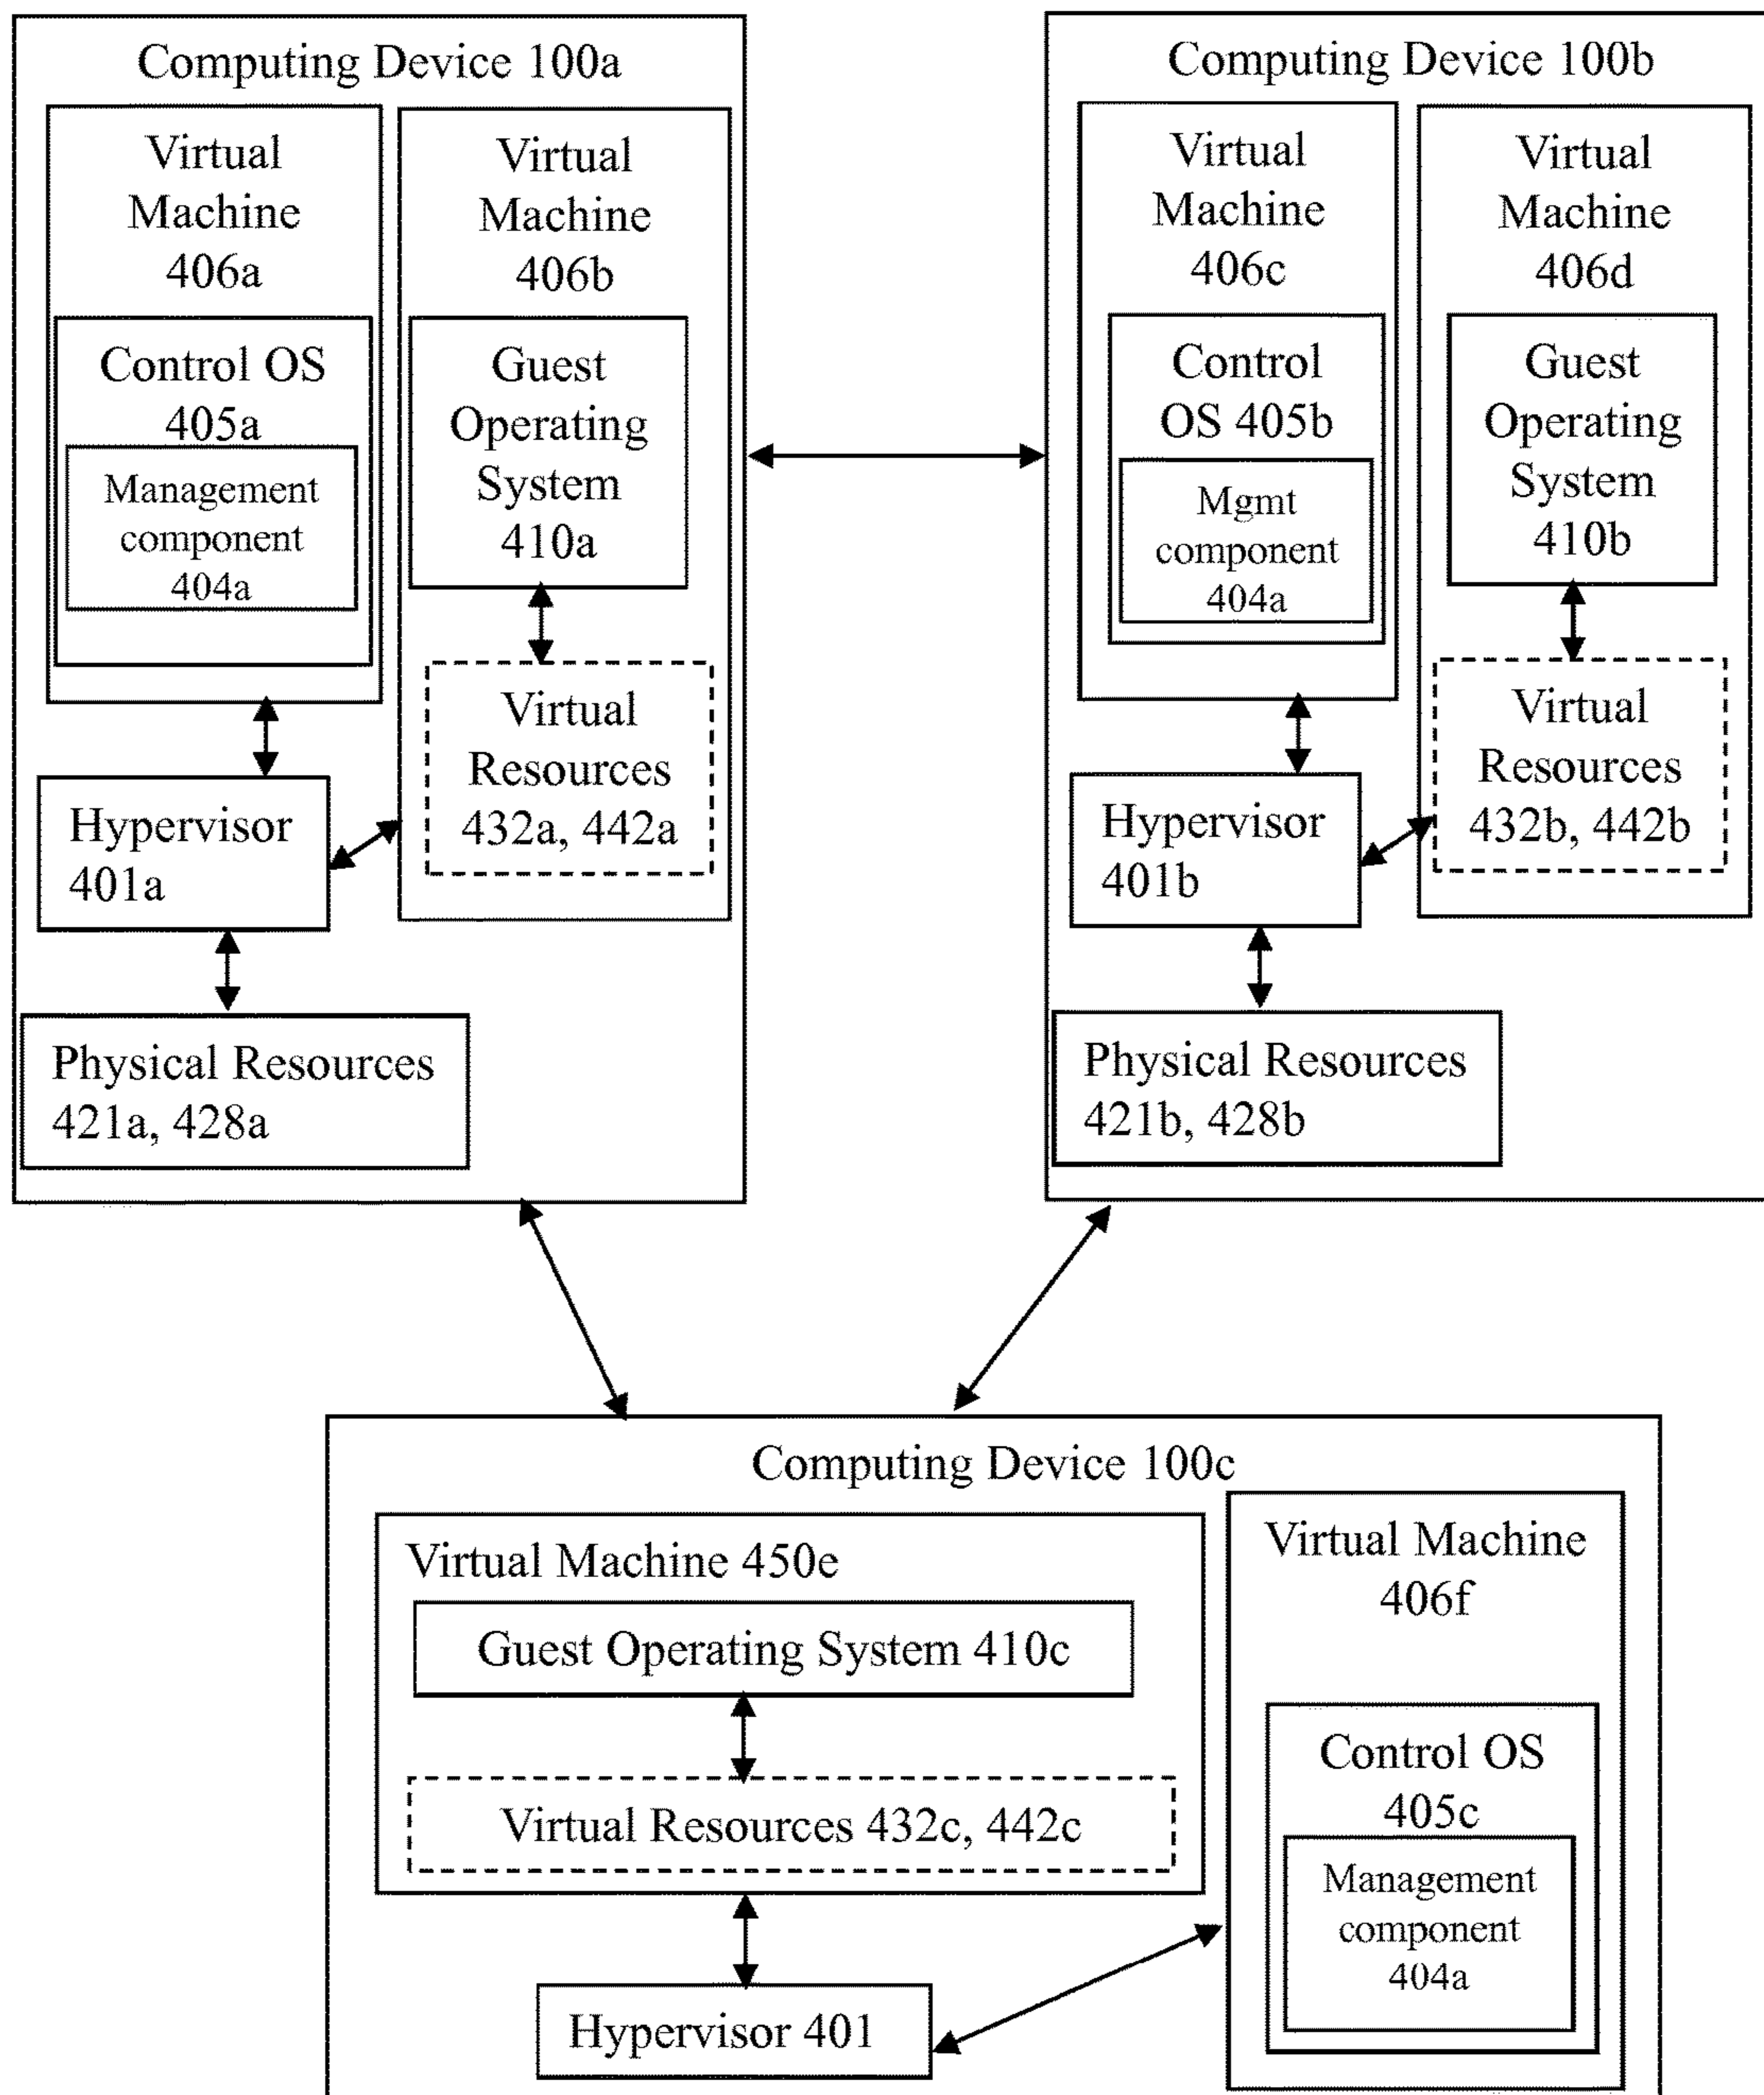 Computing Device 100a
Virtual
Machine
406a
Control OS
405a
Management
component
404a
Virtual
Machine
406b
Guest
Operating
System
410a
Virtual
Resources
432a, 442a
Hypervisor
401a
Physical Resources
421a, 428a
Computing Device 100b
Virtual
Machine
406c
Control
OS 405b
Mgmt
component
404a
Virtual
Machine
406d
Guest
Operating
System
410b
Virtual
Resources
432b, 442b
Hypervisor
401b
Physical Resources
421b, 428b
Computing Device 100c
Virtual Machine 450e
Guest Operating System 410c
Virtual Resources 432c, 442c
Hypervisor 401
Virtual Machine
406f
Control OS
405c
Management
component
404a